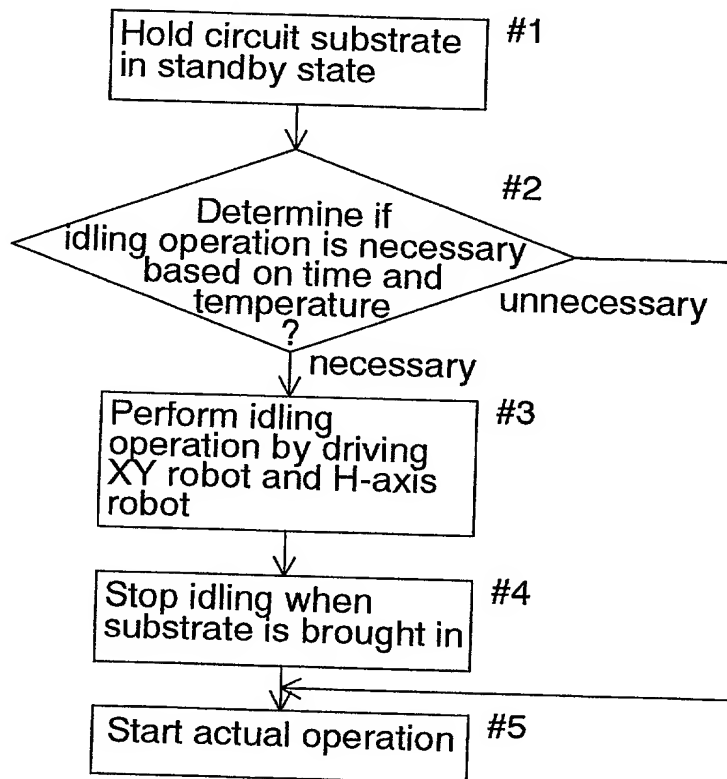 Hold circuit substrate
in standby state
#1
#2
Determine if
idling operation is necessary
based on time and
temperature
?
unnecessary
necessary
#3
Perform idling
operation by driving
XY robot and H-axis
robot
#4
Stop idling when
substrate is brought in
#5
Start actual operation